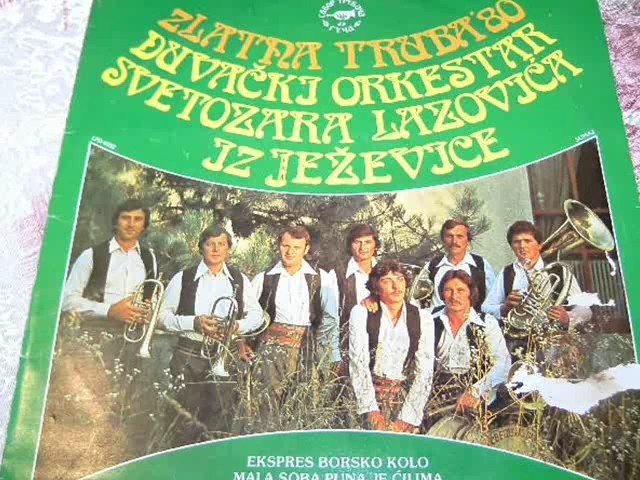 ZLATNA TRUBA '80
DUVAČKI ORKESTAR
SVETOZARA LAZOVIĆA
IZ JEŽEVICE
EKSPRES BORSKO KOLO
MALA SOBA PUNA JE ĆILIMA